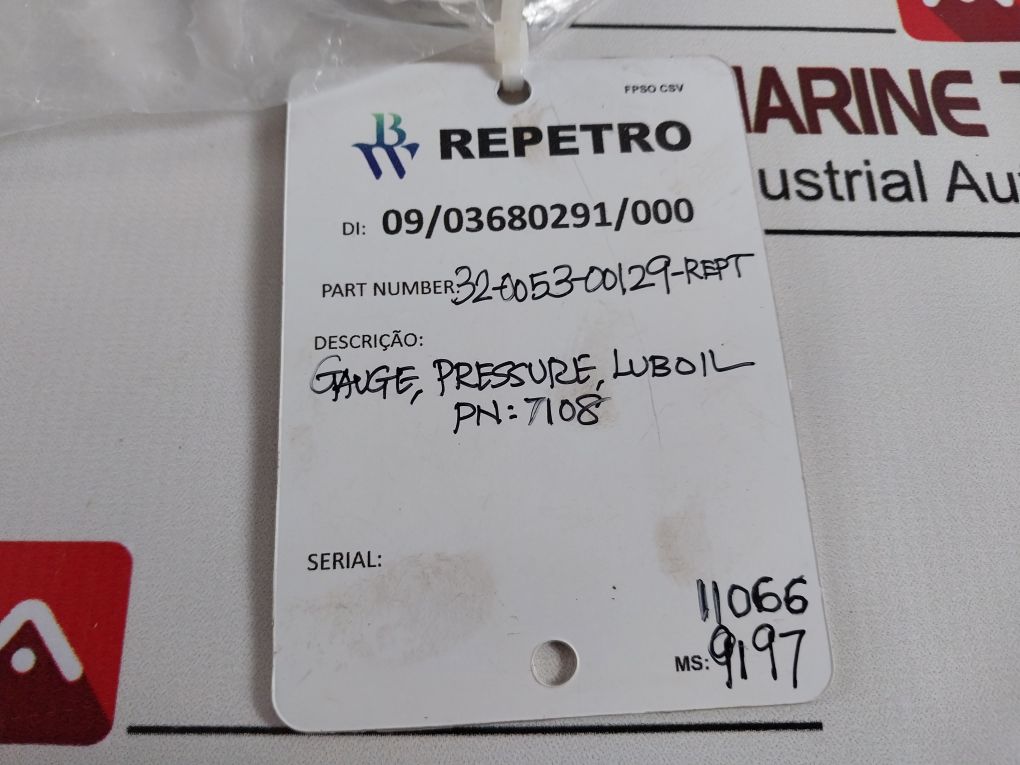 FPSO CSV
BW REPETRO
DI: 09/03680291/000
PART NUMBER: 32-0053-00129-REPT
DESCRIÇÃO:
GAUGE, PRESSURE, LUBOIL
PN: 7108
SERIAL:
11066
MS: 9197
MARINE T
ustrial Au